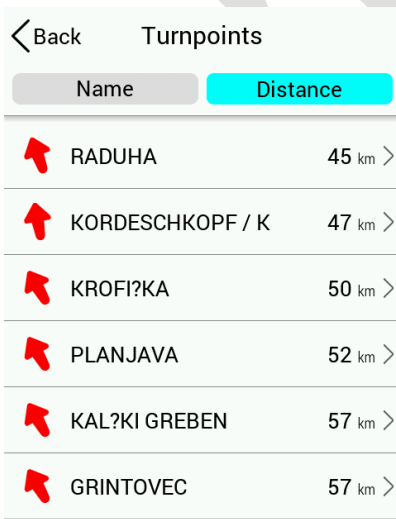 Back Turnpoints
Name Distance
RADUHA 45 km
KORDESCHKOPF / K 47 km
KROFI?KA 50 km
PLANJAVA 52 km
KAL?KI GREBEN 57 km
GRINTOVEC 57 km